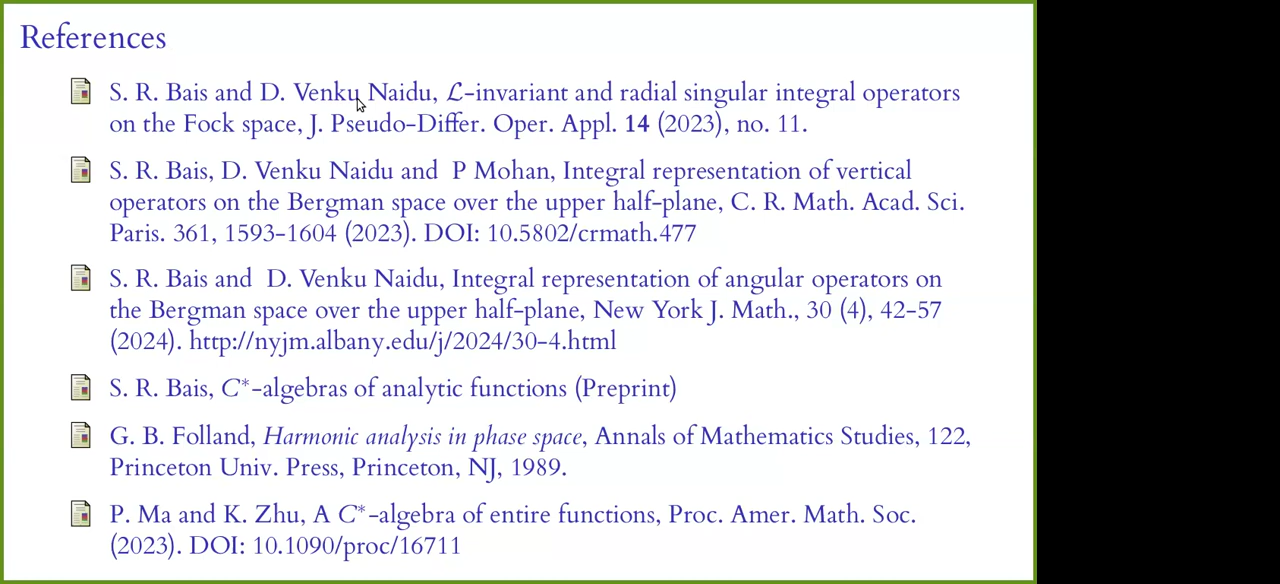 References
S. R. Bais and D. Venku Naidu, ℒ-invariant and radial singular integral operators
on the Fock space, J. Pseudo-Differ. Oper. Appl. 14 (2023), no. 11.
S. R. Bais, D. Venku Naidu and P Mohan, Integral representation of vertical
operators on the Bergman space over the upper half-plane, C. R. Math. Acad. Sci.
Paris. 361, 1593-1604 (2023). DOI: 10.5802/crmath.477
S. R. Bais and D. Venku Naidu, Integral representation of angular operators on
the Bergman space over the upper half-plane, New York J. Math., 30 (4), 42-57
(2024). http://nyjm.albany.edu/j/2024/30-4.html
S. R. Bais, C*-algebras of analytic functions (Preprint)
G. B. Folland, Harmonic analysis in phase space, Annals of Mathematics Studies, 122,
Princeton Univ. Press, Princeton, NJ, 1989.
P. Ma and K. Zhu, A C*-algebra of entire functions, Proc. Amer. Math. Soc.
(2023). DOI: 10.1090/proc/16711